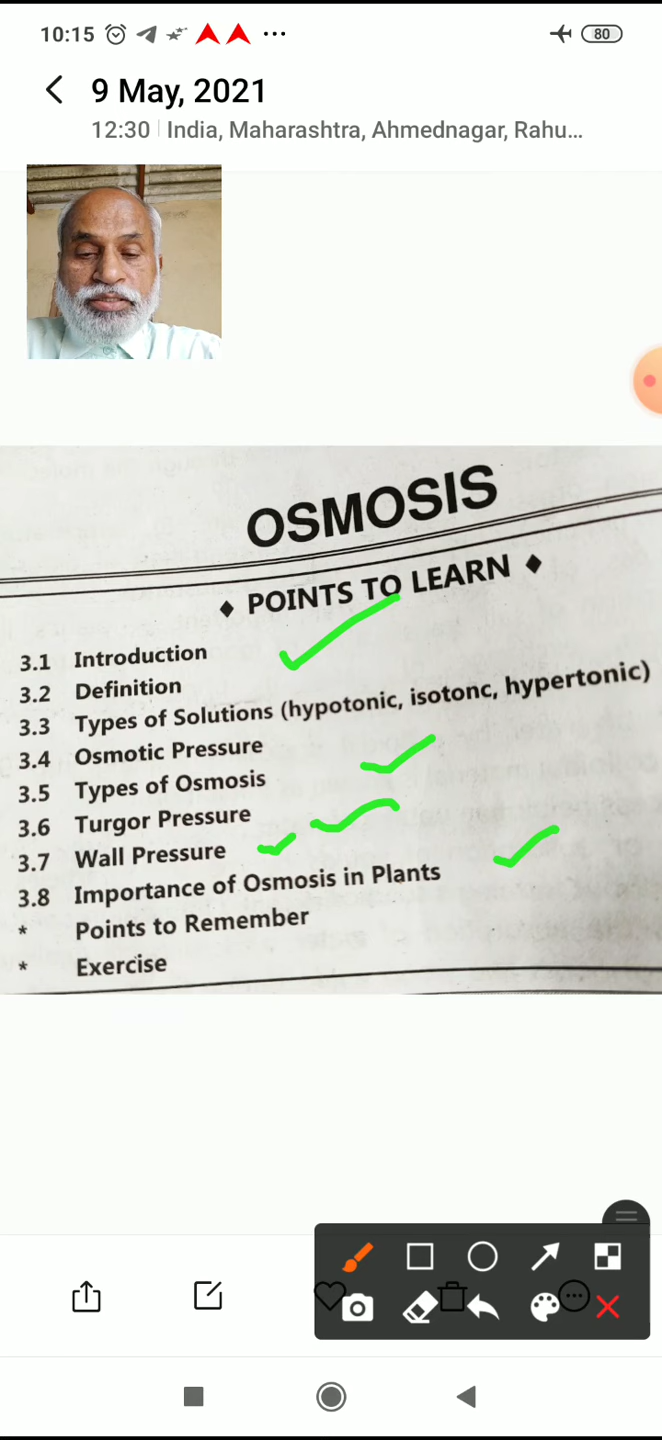 10:15
80
9 May, 2021
12:30 India, Maharashtra, Ahmednagar, Rahu...
OSMOSIS
♦ POINTS TO LEARN ♦
3.1 Introduction
3.2 Definition
3.3 Types of Solutions (hypotonic, isotonc, hypertonic)
3.4 Osmotic Pressure
3.5 Types of Osmosis
3.6 Turgor Pressure
3.7 Wall Pressure
3.8 Importance of Osmosis in Plants
* Points to Remember
* Exercise